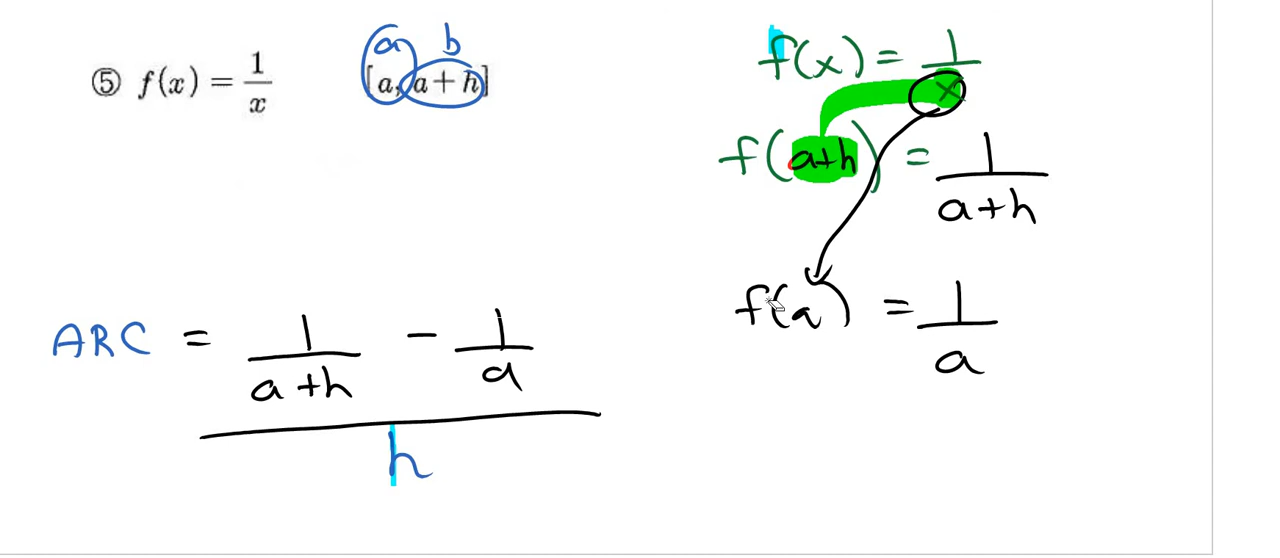 ⑤ f(x) = 1/x
a b
[a, a + h]
f(x) = 1/x
f(a+h) = 1/(a+h)
f(a) = 1/a
ARC = (1/(a+h) - 1/a)/h